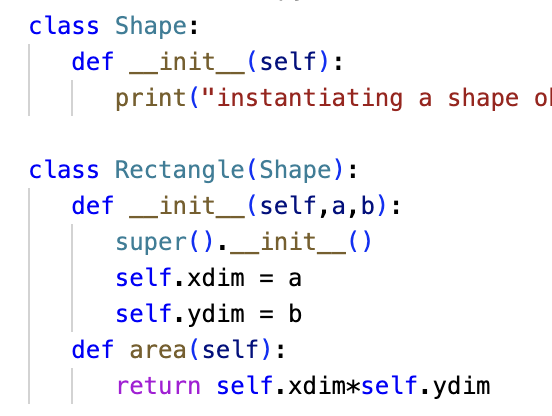 class Shape:
    def __init__(self):
        print("instantiating a shape

class Rectangle(Shape):
    def __init__(self,a,b):
        super().__init__()
        self.xdim = a
        self.ydim = b
    def area(self):
        return self.xdim*self.ydim